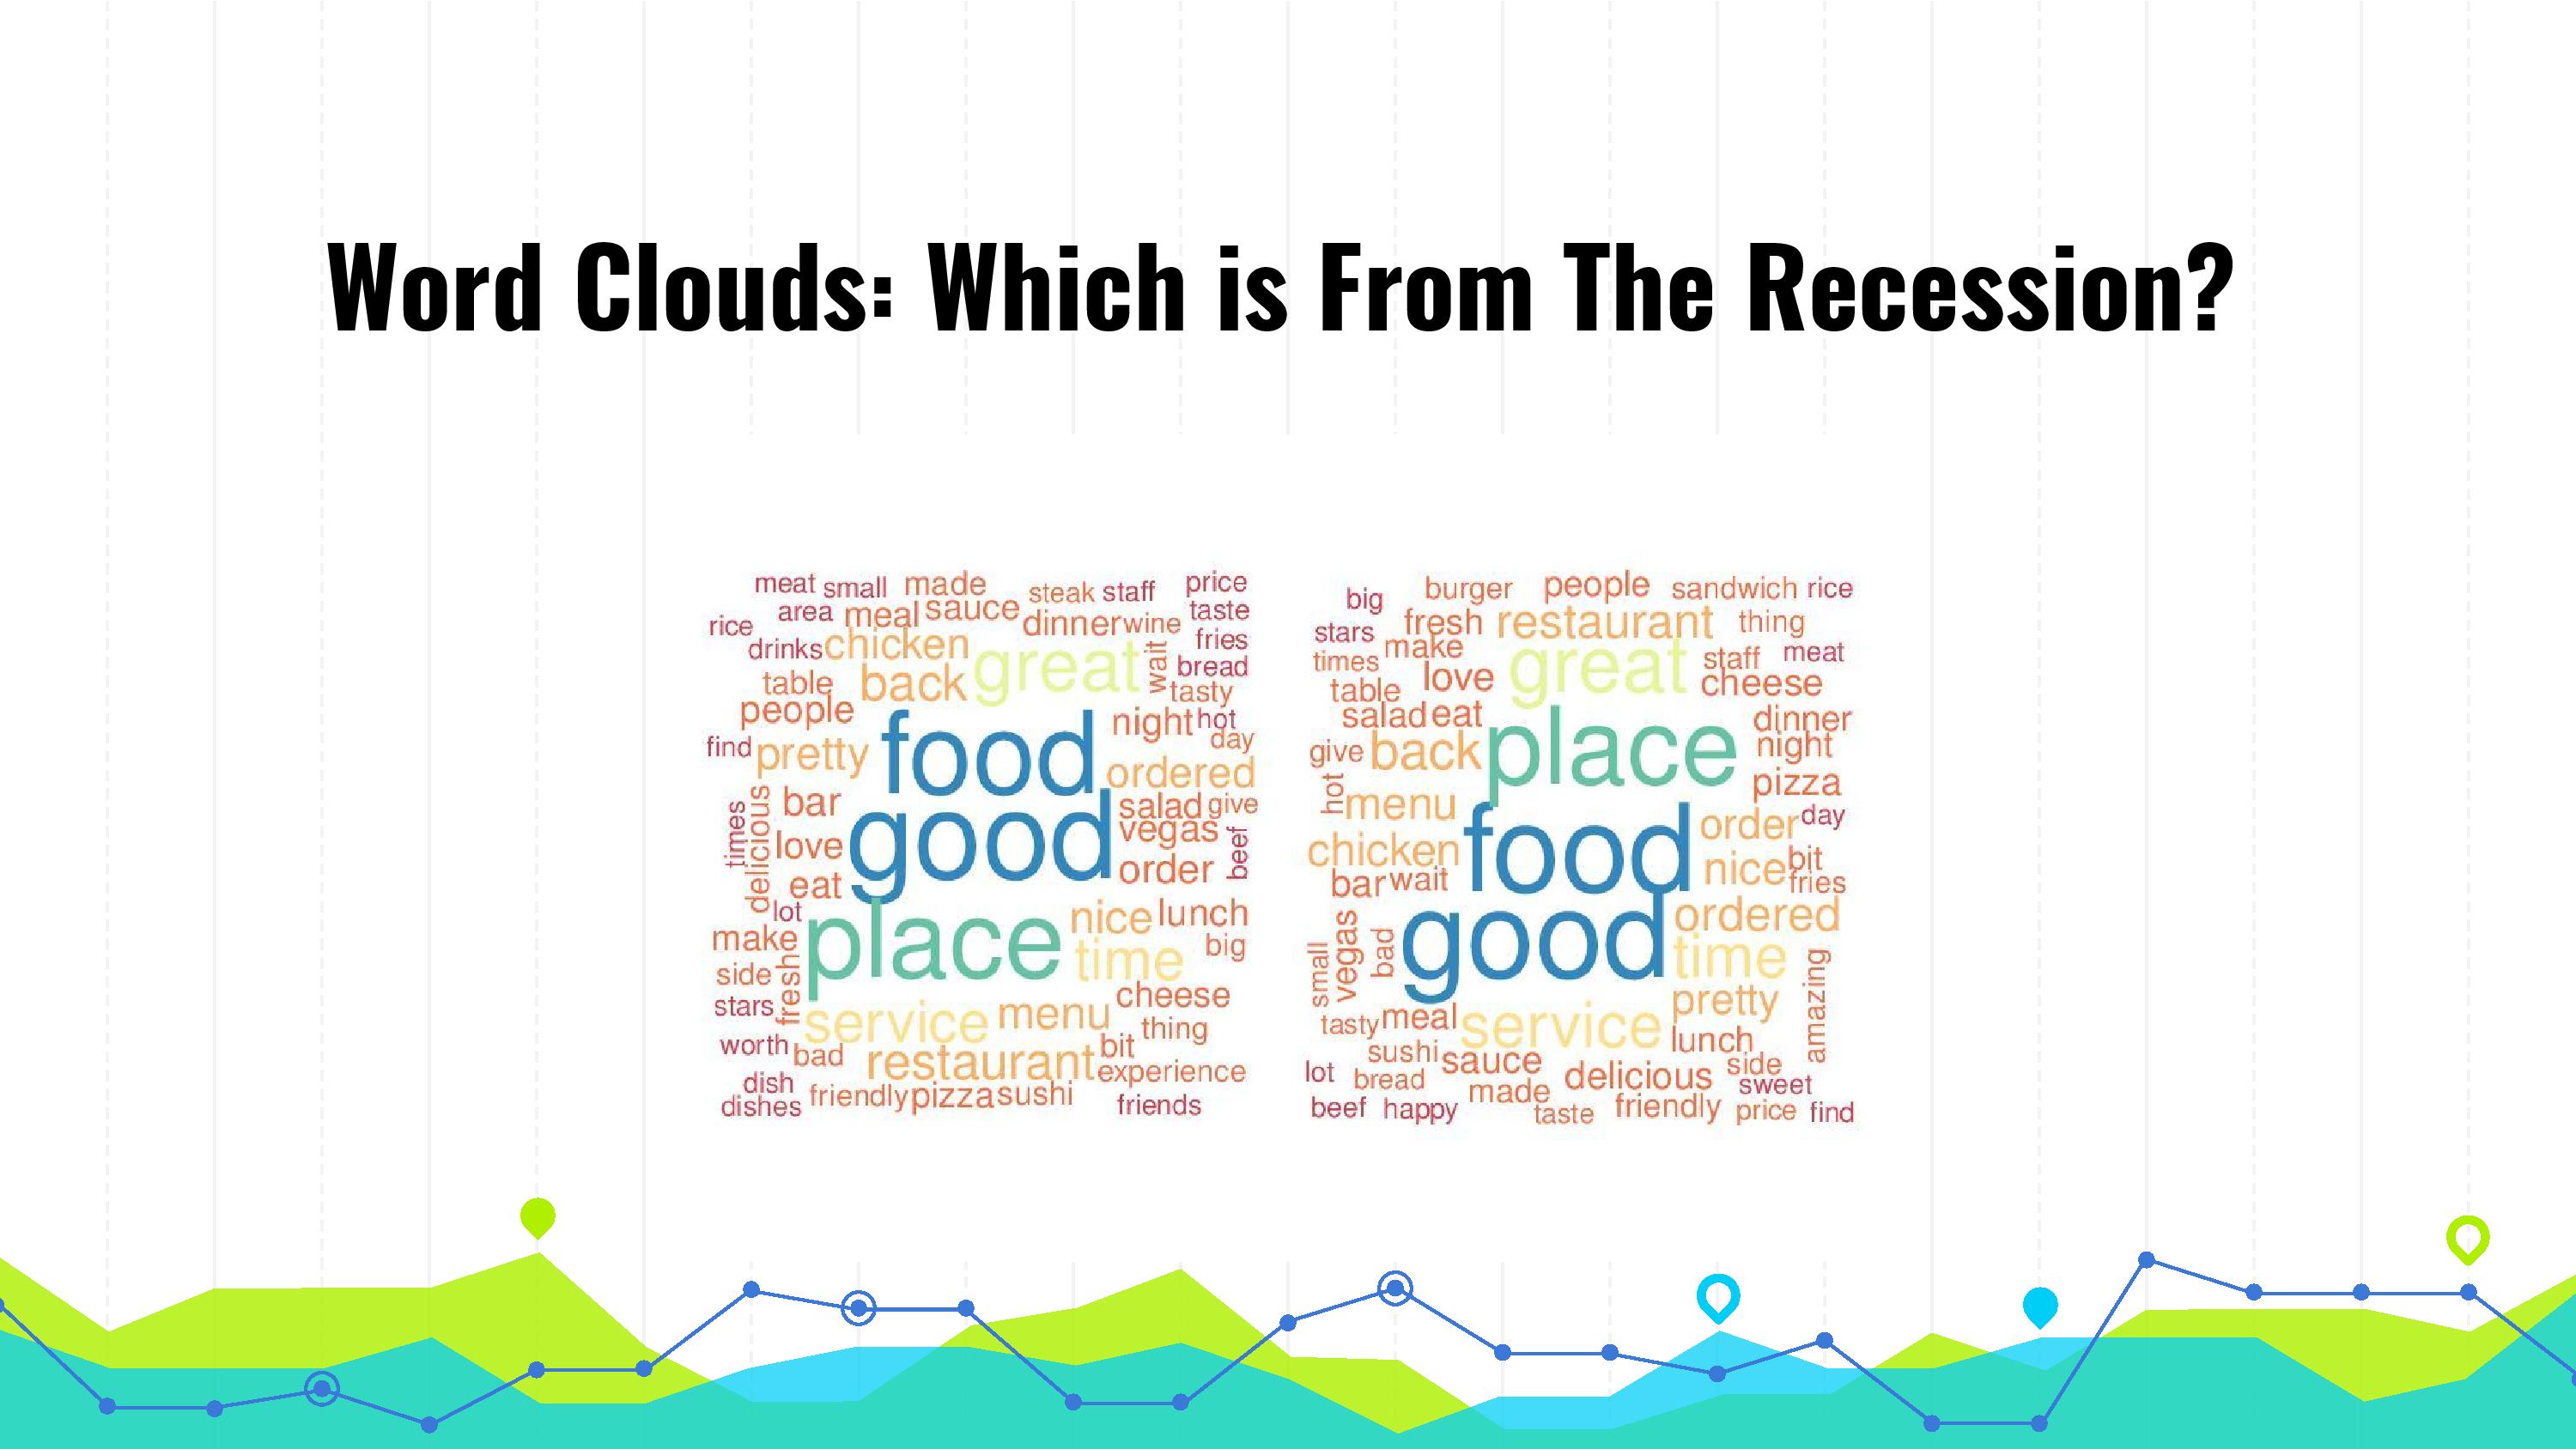 Word Clouds: Which is From The Recession?
meat small made steak staff price
area meal sauce dinner wine taste
rice drinks chicken great wait fries
table back bread
people tasty
find pretty food night hot
day
ordered
times delicious bar good salad give
love vegas beef
eat order
lot place nice lunch
make time big
side fresh
stars service menu cheese
thing
worth bad restaurant bit
dish experience
dishes friendly pizza sushi friends
big burger people sandwich rice
stars fresh restaurant thing
times make great staff meat
table love cheese
salad eat place dinner
give back night
hot menu pizza
chicken food order day
bar wait nice bit
fries
small vegas bad good ordered
time amazing
tasty meal service pretty
lunch
sushi sauce side
lot bread made delicious sweet
beef happy taste friendly price find